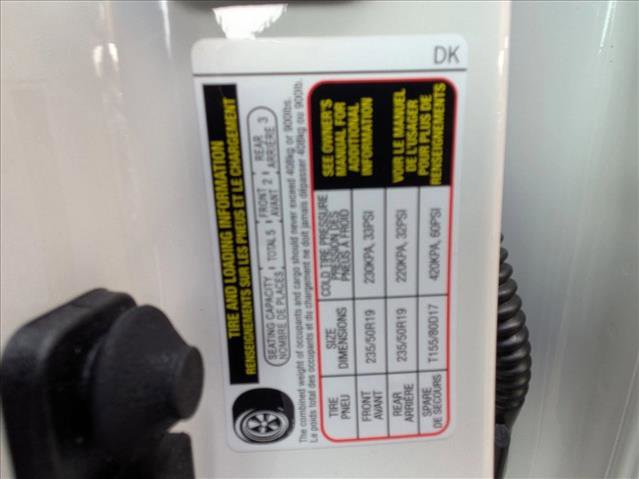 DK
TIRE AND LOADING INFORMATION
RENSEIGNEMENTS SUR LES PNEUS ET LE CHARGEMENT
SEATING CAPACITY TOTAL 5 FRONT 2 REAR 3
NOMBRE DE PLACES AVANT ARRIÈRE
The combined weight of occupants and cargo should never exceed 408kg or 900lbs.
Le poids total des occupants et du chargement ne doit jamais dépasser 408kg ou 900lb.
TIRE SIZE COLD TIRE PRESSURE
PNEU DIMENSIONS PRESSION DES
PNEUS À FROID
FRONT 235/50R19 230KPA, 33PSI
AVANT
REAR 235/50R19 220KPA, 32PSI
ARRIÈRE
SPARE T155/80D17 420KPA, 60PSI
DE SECOURS
SEE OWNER'S
MANUAL FOR
ADDITIONAL
INFORMATION
VOIR LE MANUEL
DE L'USAGER
POUR PLUS DE
RENSEIGNEMENTS